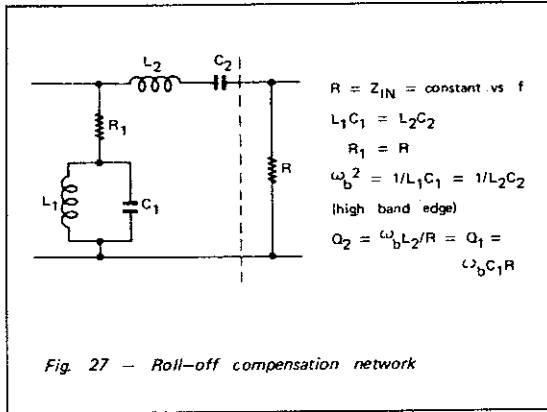 L2
C2
R1
L1
C1
R
R = ZIN = constant vs f
L1C1 = L2C2
R1 = R
ωb² = 1/L1C1 = 1/L2C2
(high band edge)
Q2 = ωbL2/R = Q1 =
ωbC1R
Fig. 27 — Roll-off compensation network